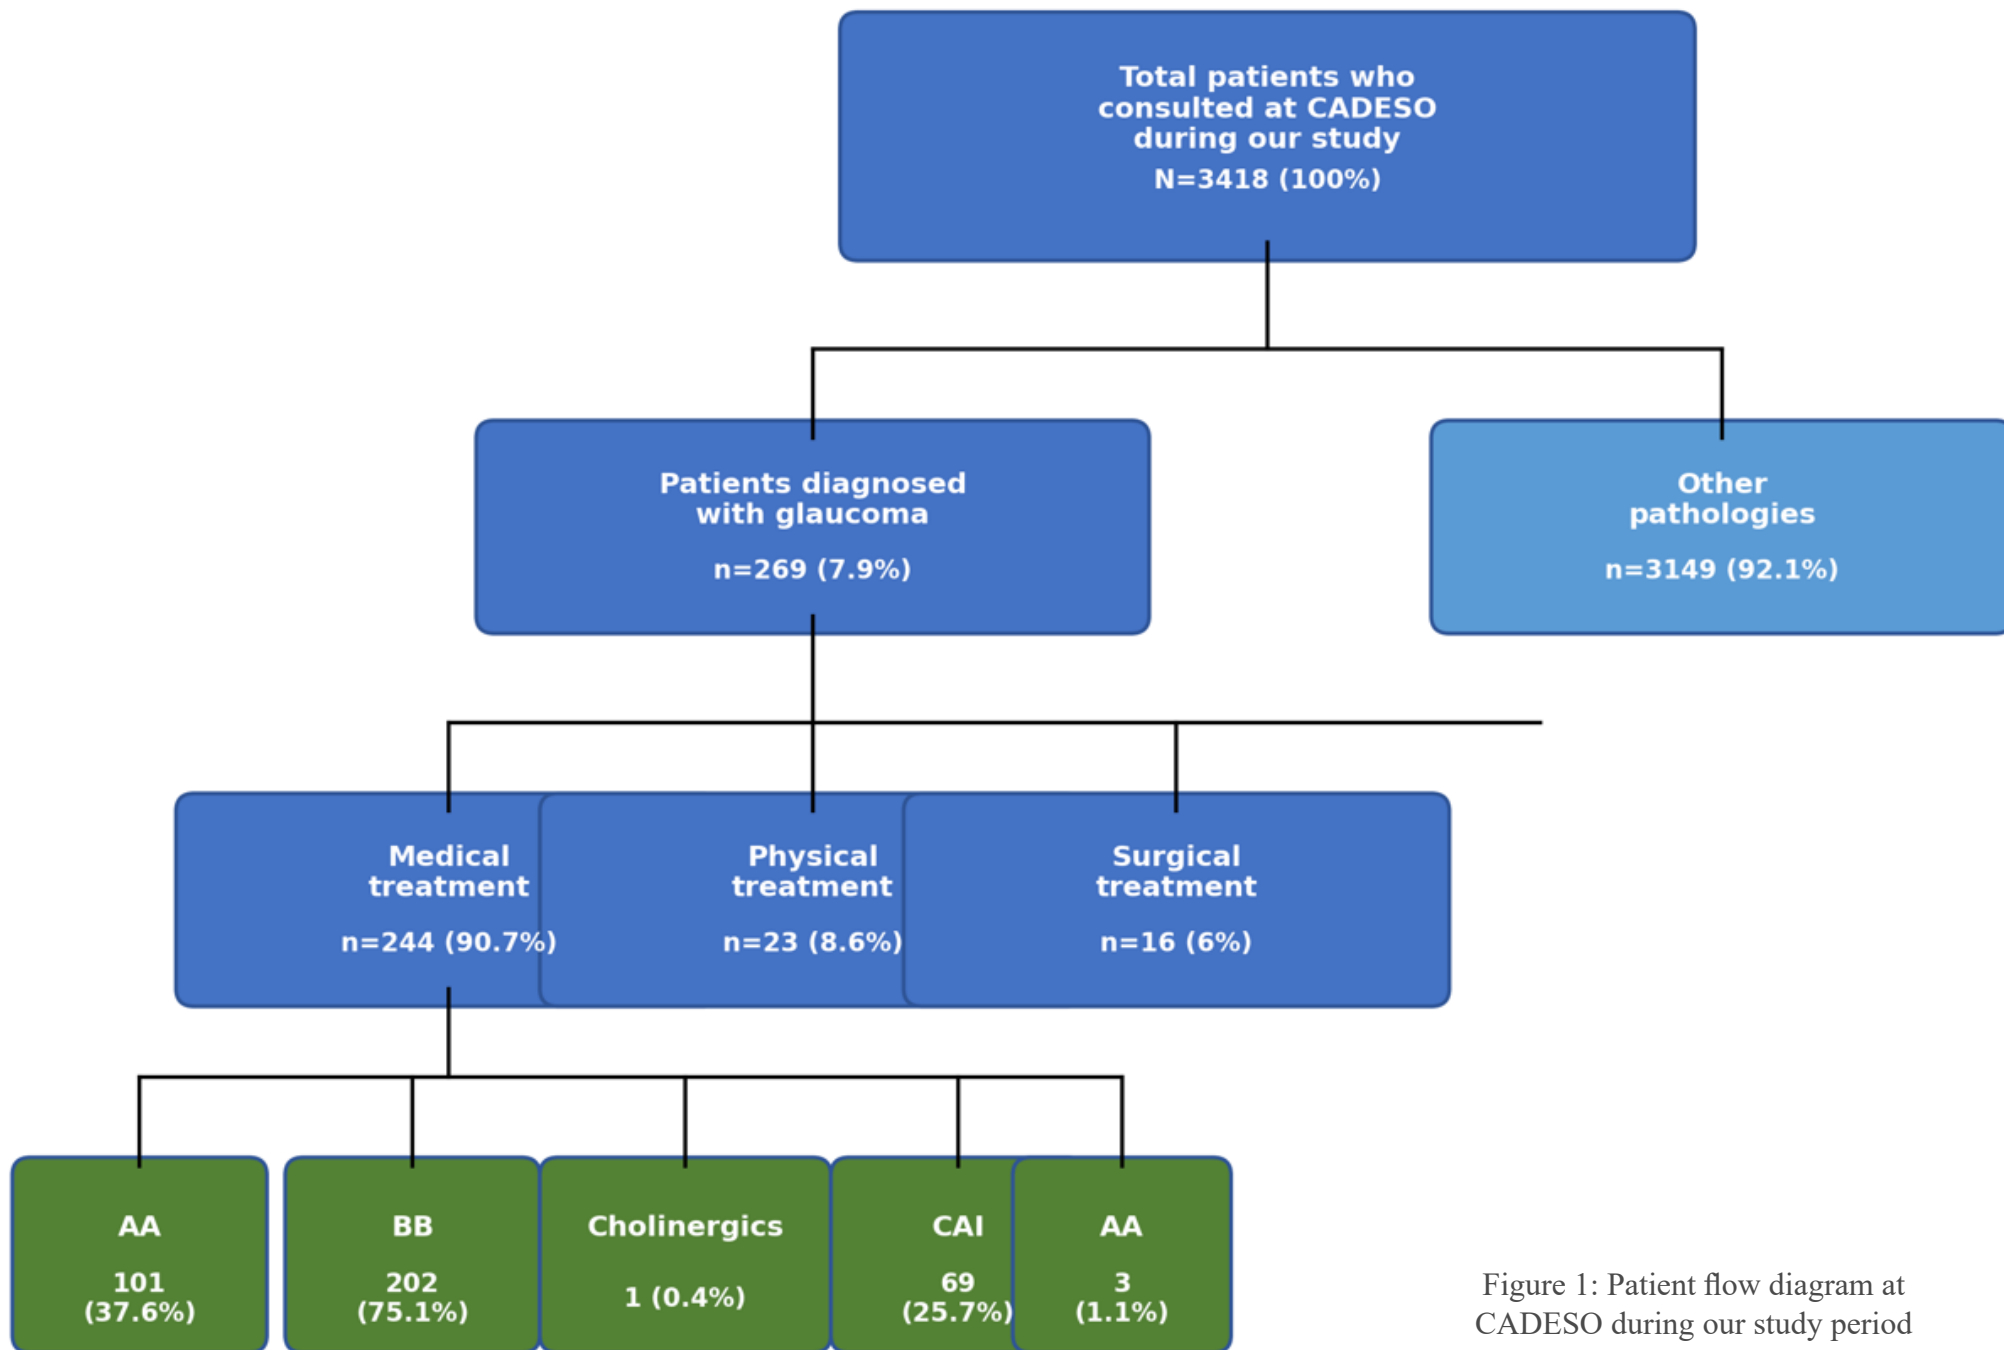 Total patients who
consulted at CADESO
during our study
N=3418 (100%)
Patients diagnosed
with glaucoma
n=269 (7.9%)
Other
pathologies
n=3149 (92.1%)
Medical
treatment
n=244 (90.7%)
Physical
treatment
n=23 (8.6%)
Surgical
treatment
n=16 (6%)
AA
101
(37.6%)
BB
202
(75.1%)
Cholinergics
1 (0.4%)
CAI
69
(25.7%)
AA
3
(1.1%)
Figure 1: Patient flow diagram at
CADESO during our study period